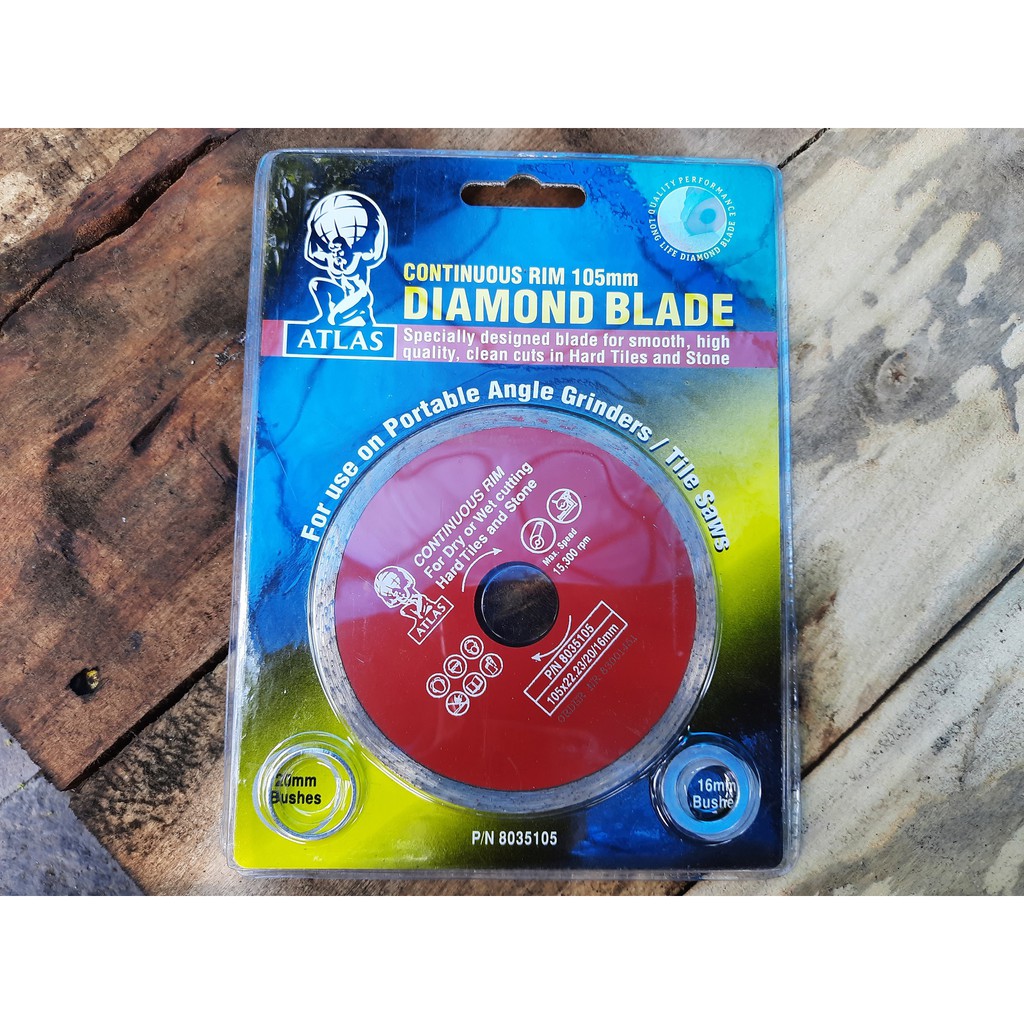 QUALITY PERFORMANCE
LONG LIFE DIAMOND BLADE
CONTINUOUS RIM 105mm
DIAMOND BLADE
ATLAS
Specially designed blade for smooth, high
quality, clean cuts in Hard Tiles and Stone
For use on Portable Angle Grinders / Tile Saws
CONTINUOUS RIM
For Dry or Wet cutting
Hard Tiles and Stone
ATLAS
Max. Speed
15,300 rpm
P/N 8035105
105x22.23/20/16mm
20mm
Bushes
16mm
Bushe
P/N 8035105